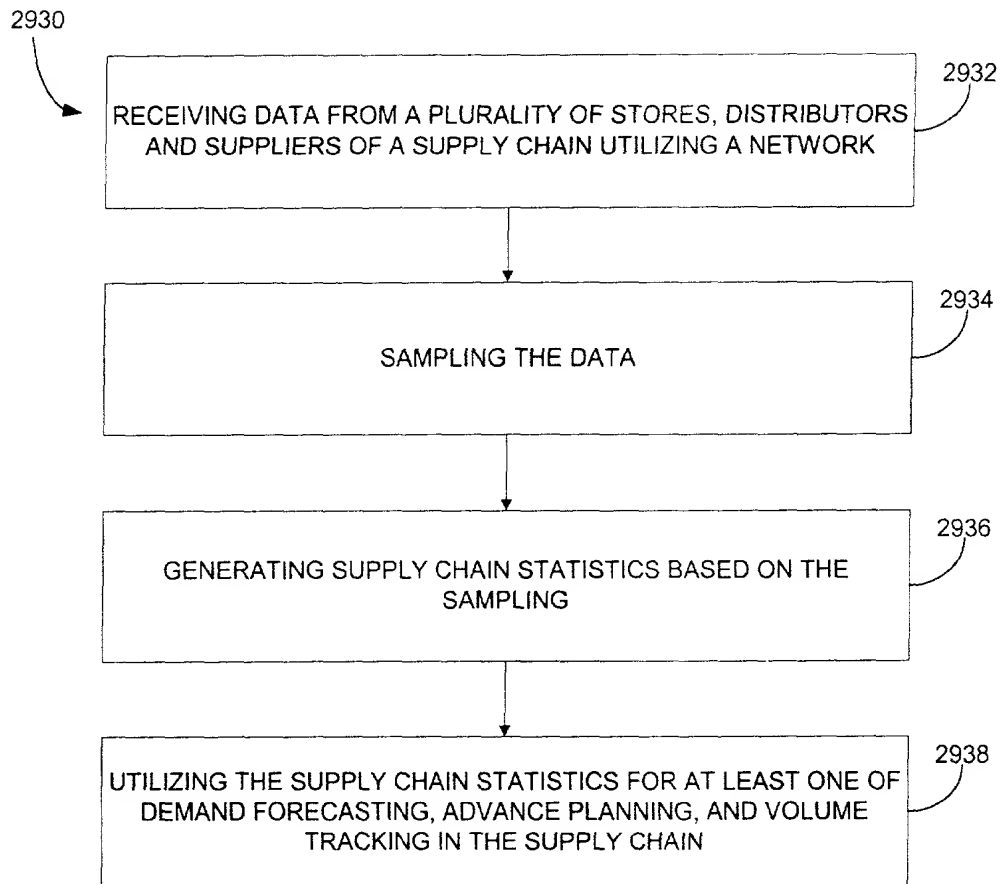 2930
2932
RECEIVING DATA FROM A PLURALITY OF STORES, DISTRIBUTORS
AND SUPPLIERS OF A SUPPLY CHAIN UTILIZING A NETWORK
2934
SAMPLING THE DATA
2936
GENERATING SUPPLY CHAIN STATISTICS BASED ON THE
SAMPLING
2938
UTILIZING THE SUPPLY CHAIN STATISTICS FOR AT LEAST ONE OF
DEMAND FORECASTING, ADVANCE PLANNING, AND VOLUME
TRACKING IN THE SUPPLY CHAIN